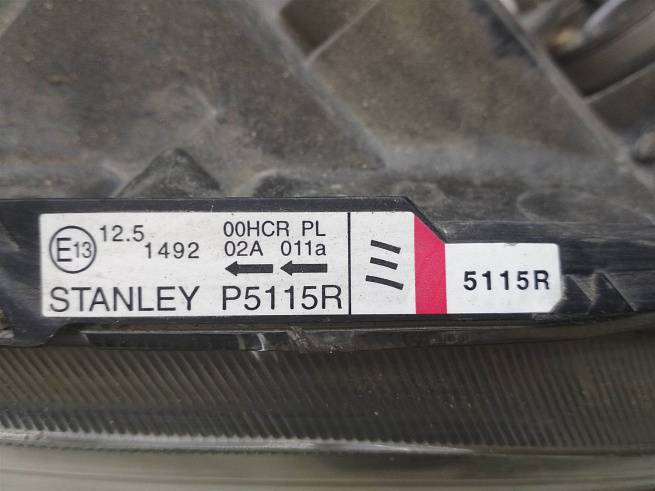 E13 12.5 00HCR PL
1492 02A 011a
STANLEY P5115R
5115R